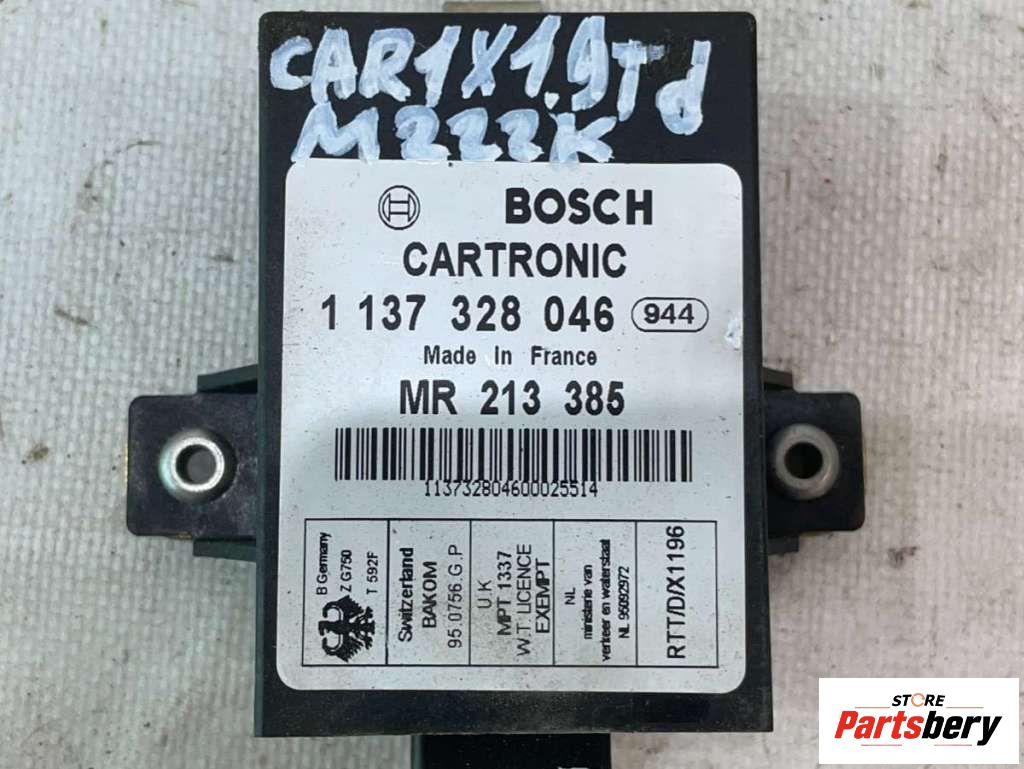 CAR1X1.9Td
M222K
BOSCH
CARTRONIC
1 137 328 046 944
Made in France
MR 213 385
113732804600025514
B Germany
Z G750
T 592F
Switzerland
BAKOM
95.0756.G.P
U.K
MPT 1337
W.T. LICENCE
EXEMPT
NL
ministerie van
verkeer en waterstaat
NL 95092972
RTT/D/X1196
STORE
Partsbery